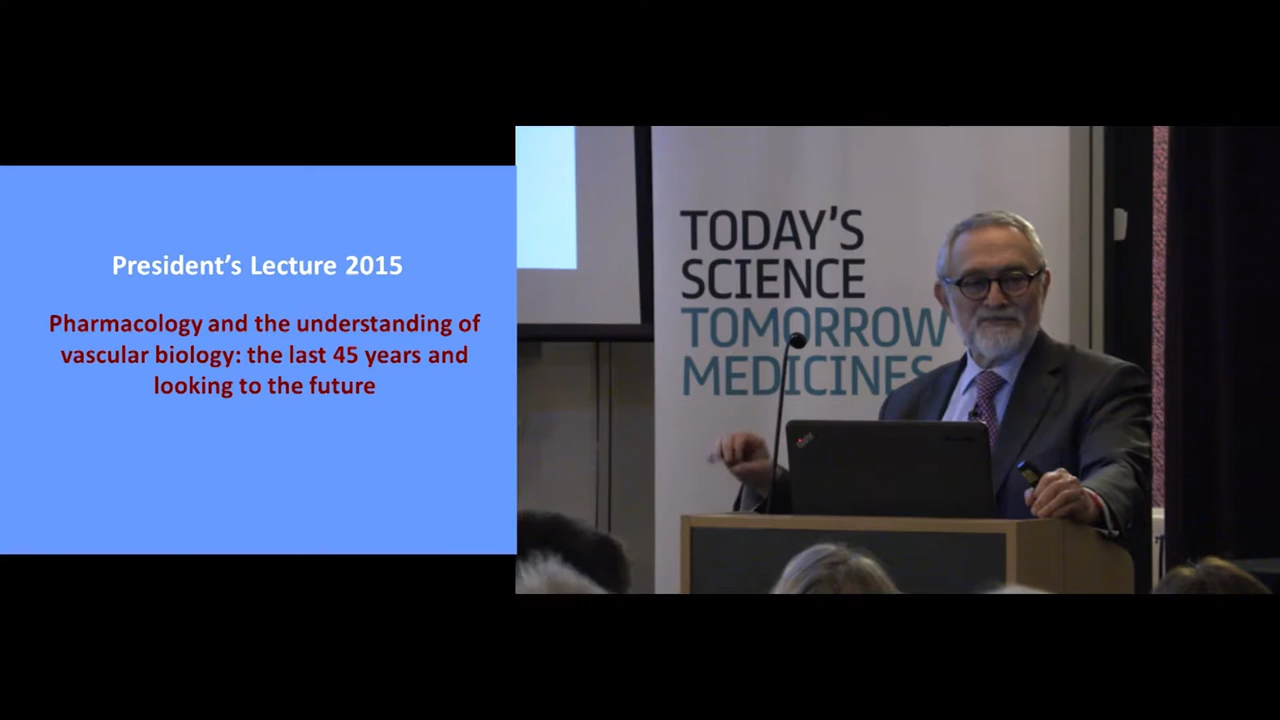 President’s Lecture 2015
Pharmacology and the understanding of
vascular biology: the last 45 years and
looking to the future
TODAY’S
SCIENCE
TOMORROW
MEDICINES